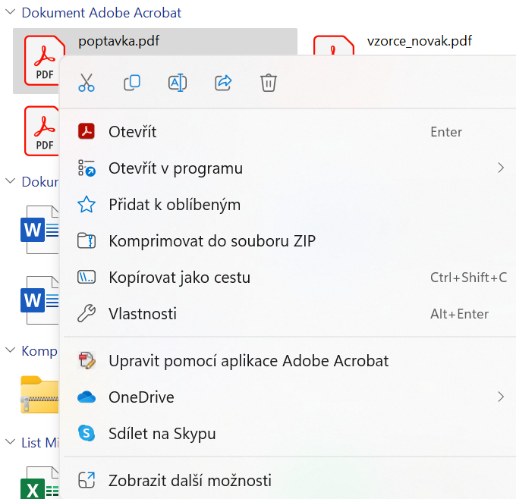 Dokument Adobe Acrobat
poptavka.pdf
vzorce_novak.pdf
PDF
Otevřít Enter
PDF
Otevřít v programu
Dokur
Přidat k oblíbeným
W
Komprimovat do souboru ZIP
Kopírovat jako cestu Ctrl+Shift+C
W
Vlastnosti Alt+Enter
Komp
Upravit pomocí aplikace Adobe Acrobat
OneDrive
Sdílet na Skypu
List Mi
Zobrazit další možnosti
X